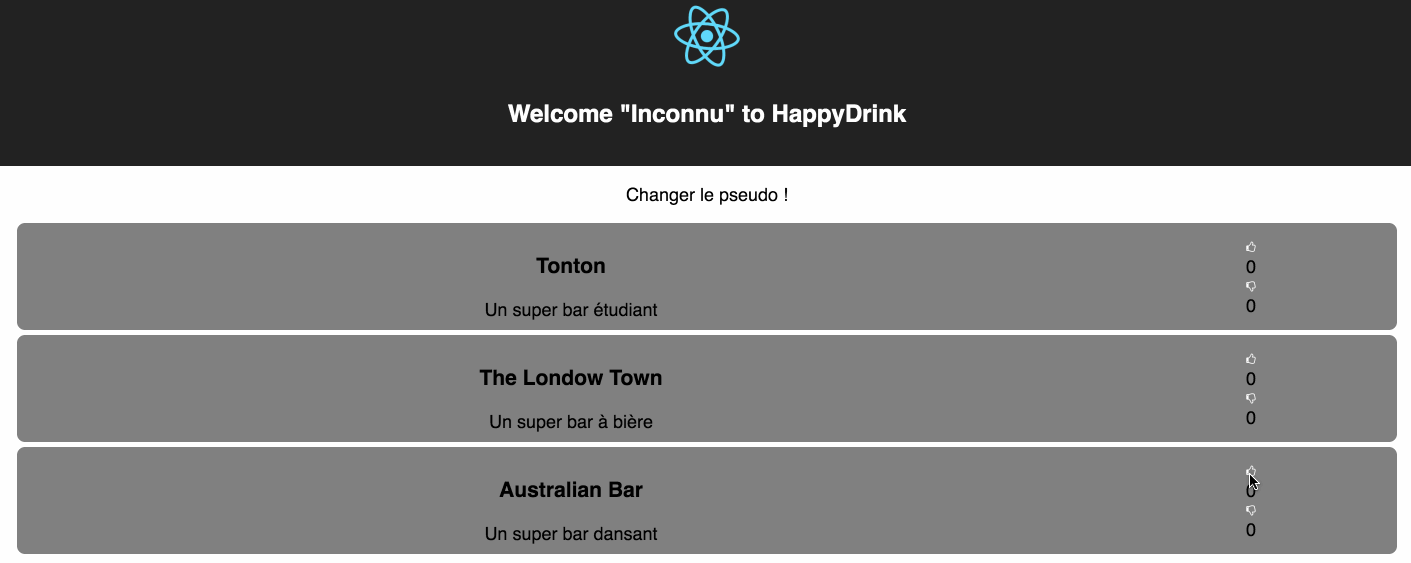 Welcome "Inconnu" to HappyDrink
Changer le pseudo !
Tonton
Un super bar étudiant
0
0
The Londow Town
Un super bar à bière
0
0
Australian Bar
Un super bar dansant
0
0